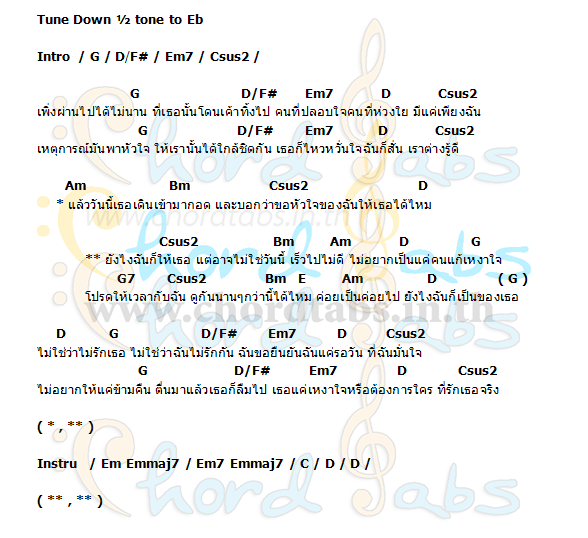 Tune Down ½ tone to Eb
Intro / G / D/F# / Em7 / Csus2 /
G D/F# Em7 D Csus2
เพิ่งผ่านไปได้ไม่นาน ที่เธอนั้นโดนเค้าทิ้งไป คนที่ปลอบใจคนที่ห่วงใย มีแค่เพียงฉัน
G D/F# Em7 D Csus2
เหตุการณ์มันพาหัวใจ ให้เรานั้นได้ใกล้ชิดกัน เธอก็ไหวหวั่นใจฉันก็สั่น เราต่างรู้ดี
Am Bm Csus2 D
* แล้ววันนี้เธอเดินเข้ามากอด และบอกว่าขอหัวใจของฉันให้เธอได้ไหม
Csus2 Bm Am D G
** ยังไงฉันก็ให้เธอ แต่อาจไม่ใช่วันนี้ เร็วไปไม่ดี ไม่อยากเป็นแค่คนแก้เหงาใจ
G7 Csus2 Bm E Am D ( G )
โปรดให้เวลากับฉัน ดูกันนานๆกว่านี้ได้ไหม ค่อยเป็นค่อยไป ยังไงฉันก็เป็นของเธอ
D G D/F# Em7 D Csus2
ไม่ใช่ว่าไม่รักเธอ ไม่ใช่ว่าฉันไม่รักกัน ฉันขอยืนยันฉันแค่รอวัน ที่ฉันมั่นใจ
G D/F# Em7 D Csus2
ไม่อยากให้แค่ข้ามคืน ตื่นมาแล้วเธอก็ลืมไป เธอแค่เหงาใจหรือต้องการใคร ที่รักเธอจริง
( * , ** )
Instru / Em Emmaj7 / Em7 Emmaj7 / C / D / D /
( ** , ** )
www.chordtabs.in.th